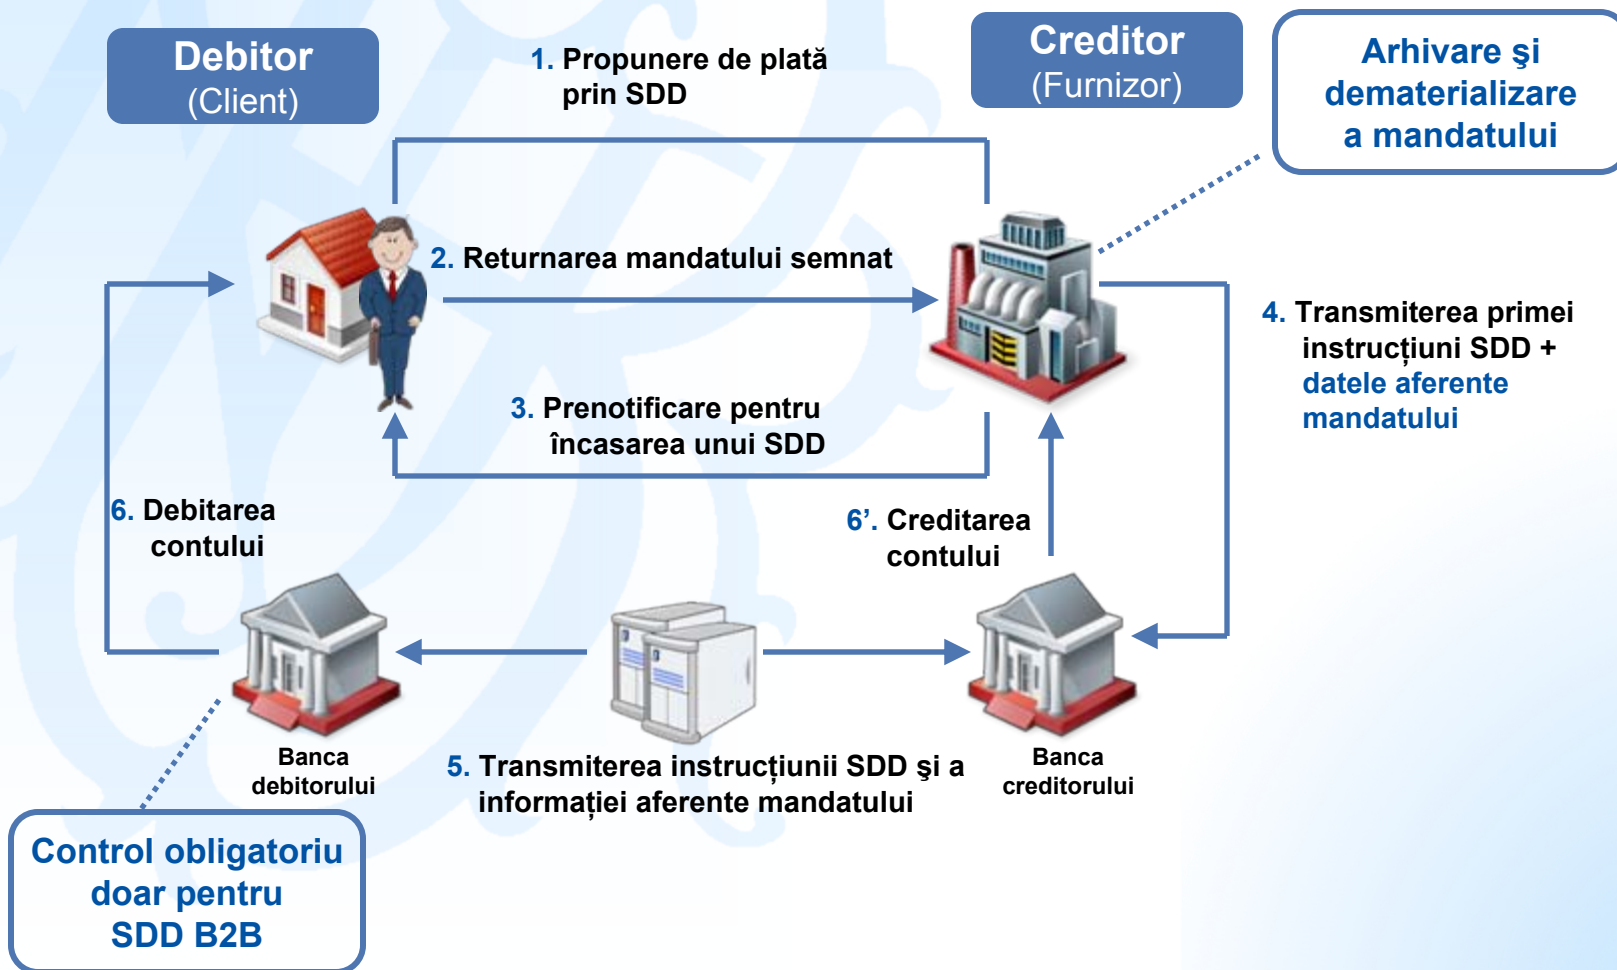 Debitor
(Client)
1. Propunere de plată
prin SDD
Creditor
(Furnizor)
Arhivare şi
dematerializare
a mandatului
2. Returnarea mandatului semnat
4. Transmiterea primei
instrucțiuni SDD +
datele aferente
mandatului
3. Prenotificare pentru
încasarea unui SDD
6. Debitarea
contului
6’. Creditarea
contului
Banca
debitorului
5. Transmiterea instrucțiunii SDD şi a
informației aferente mandatului
Banca
creditorului
Control obligatoriu
doar pentru
SDD B2B